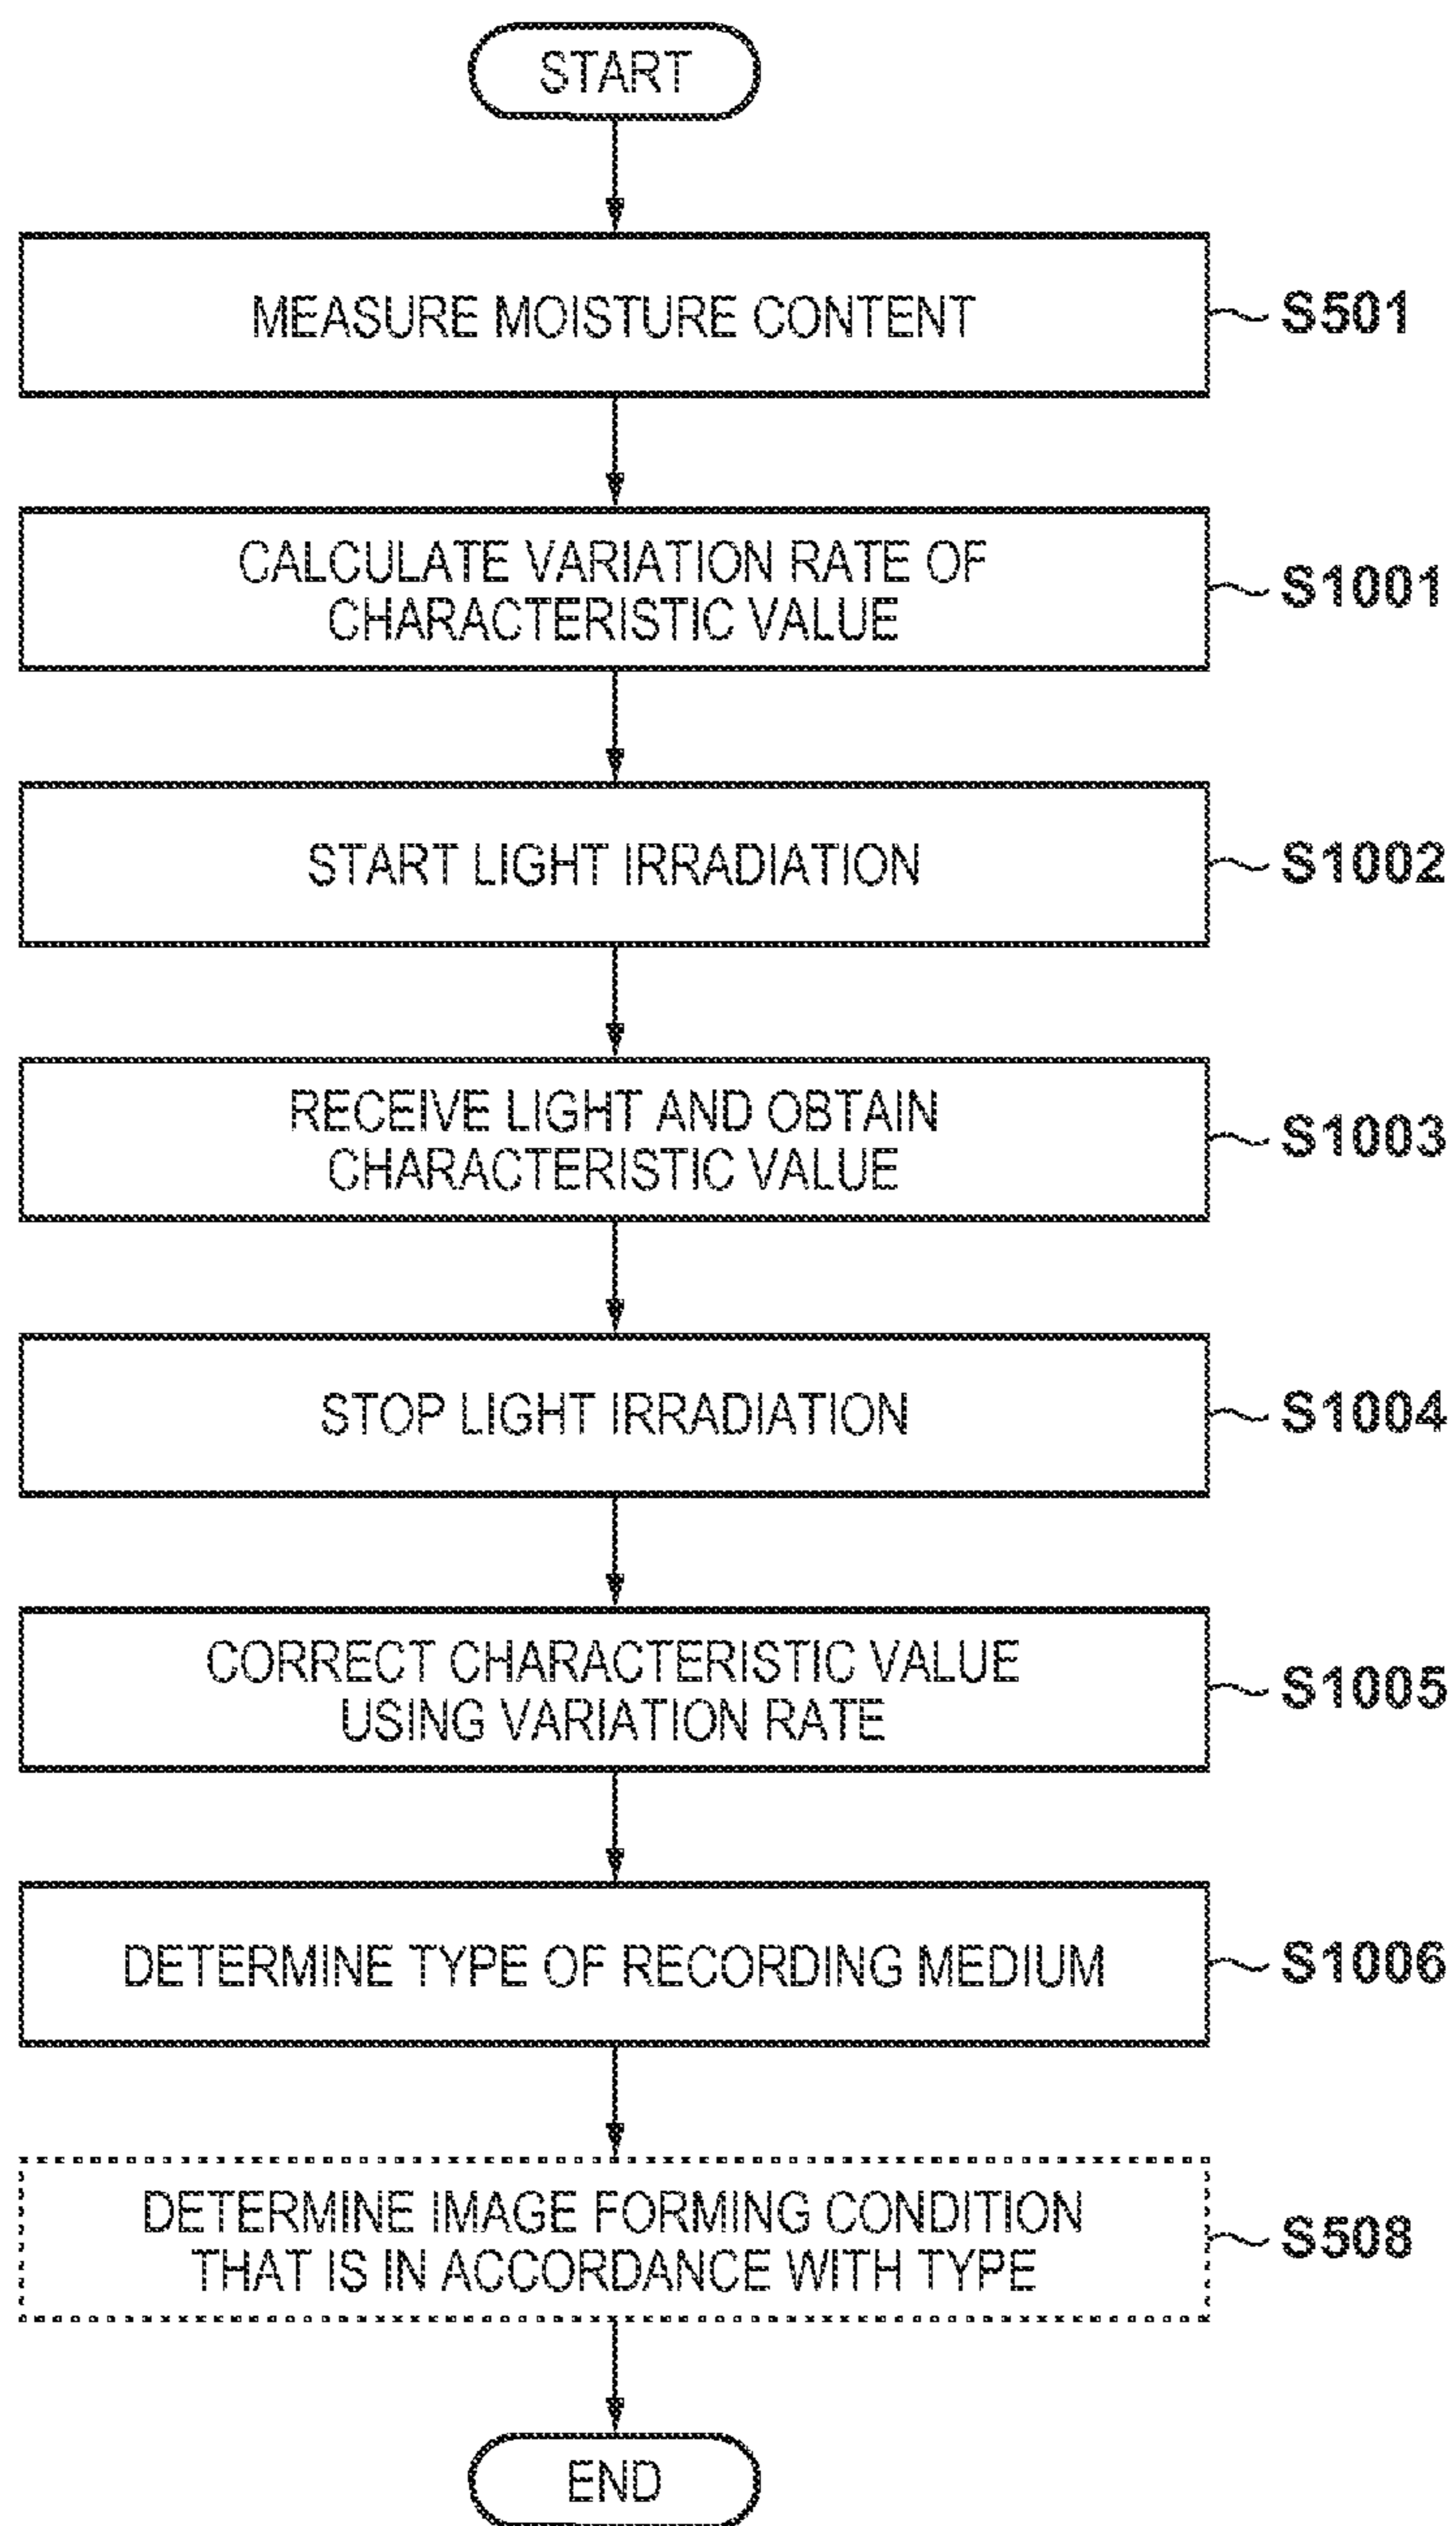 START
MEASURE MOISTURE CONTENT
S501
CALCULATE VARIATION RATE OF
CHARACTERISTIC VALUE
S1001
START LIGHT IRRADIATION
S1002
RECEIVE LIGHT AND OBTAIN
CHARACTERISTIC VALUE
S1003
STOP LIGHT IRRADIATION
S1004
CORRECT CHARACTERISTIC VALUE
USING VARIATION RATE
S1005
DETERMINE TYPE OF RECORDING MEDIUM
S1006
DETERMINE IMAGE FORMING CONDITION
THAT IS IN ACCORDANCE WITH TYPE
S508
END